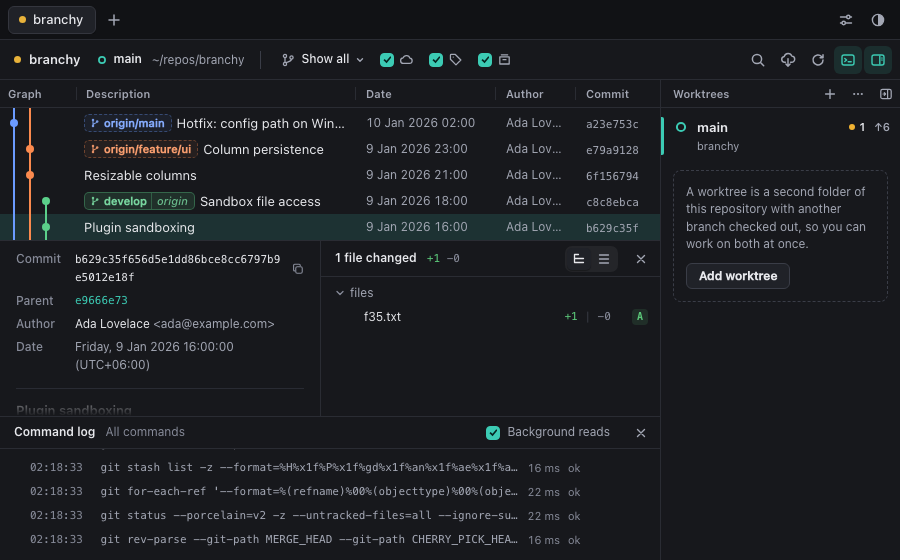 branchy
branchy main ~/repos/branchy Show all
Graph Description Date Author Commit Worktrees
origin/main Hotfix: config path on Win... 10 Jan 2026 02:00 Ada Lov... a23e753c
origin/feature/ui Column persistence 9 Jan 2026 23:00 Ada Lov... e79a9128
Resizable columns 9 Jan 2026 21:00 Ada Lov... 6f156794
develop origin Sandbox file access 9 Jan 2026 18:00 Ada Lov... c8c8ebca
Plugin sandboxing 9 Jan 2026 16:00 Ada Lov... b629c35f
main 1 ↑6
branchy
A worktree is a second folder of
this repository with another
branch checked out, so you can
work on both at once.
Add worktree
Commit b629c35f656d5e1dd86bce8cc6797b9
e5012e18f
Parent e9666e73
Author Ada Lovelace <ada@example.com>
Date Friday, 9 Jan 2026 16:00:00
(UTC+06:00)
Plugin sandboxing
1 file changed +1 −0
files
f35.txt +1 −0 A
Command log All commands Background reads
02:18:33 git stash list -z --format=%H%x1f%P%x1f%gd%x1f%an%x1f%ae%x1f%a… 16 ms ok
02:18:33 git for-each-ref '--format=%(refname)%00%(objecttype)%00%(obje… 22 ms ok
02:18:33 git status --porcelain=v2 -z --untracked-files=all --ignore-su… 22 ms ok
02:18:33 git rev-parse --git-path MERGE_HEAD --git-path CHERRY_PICK_HEA… 16 ms ok